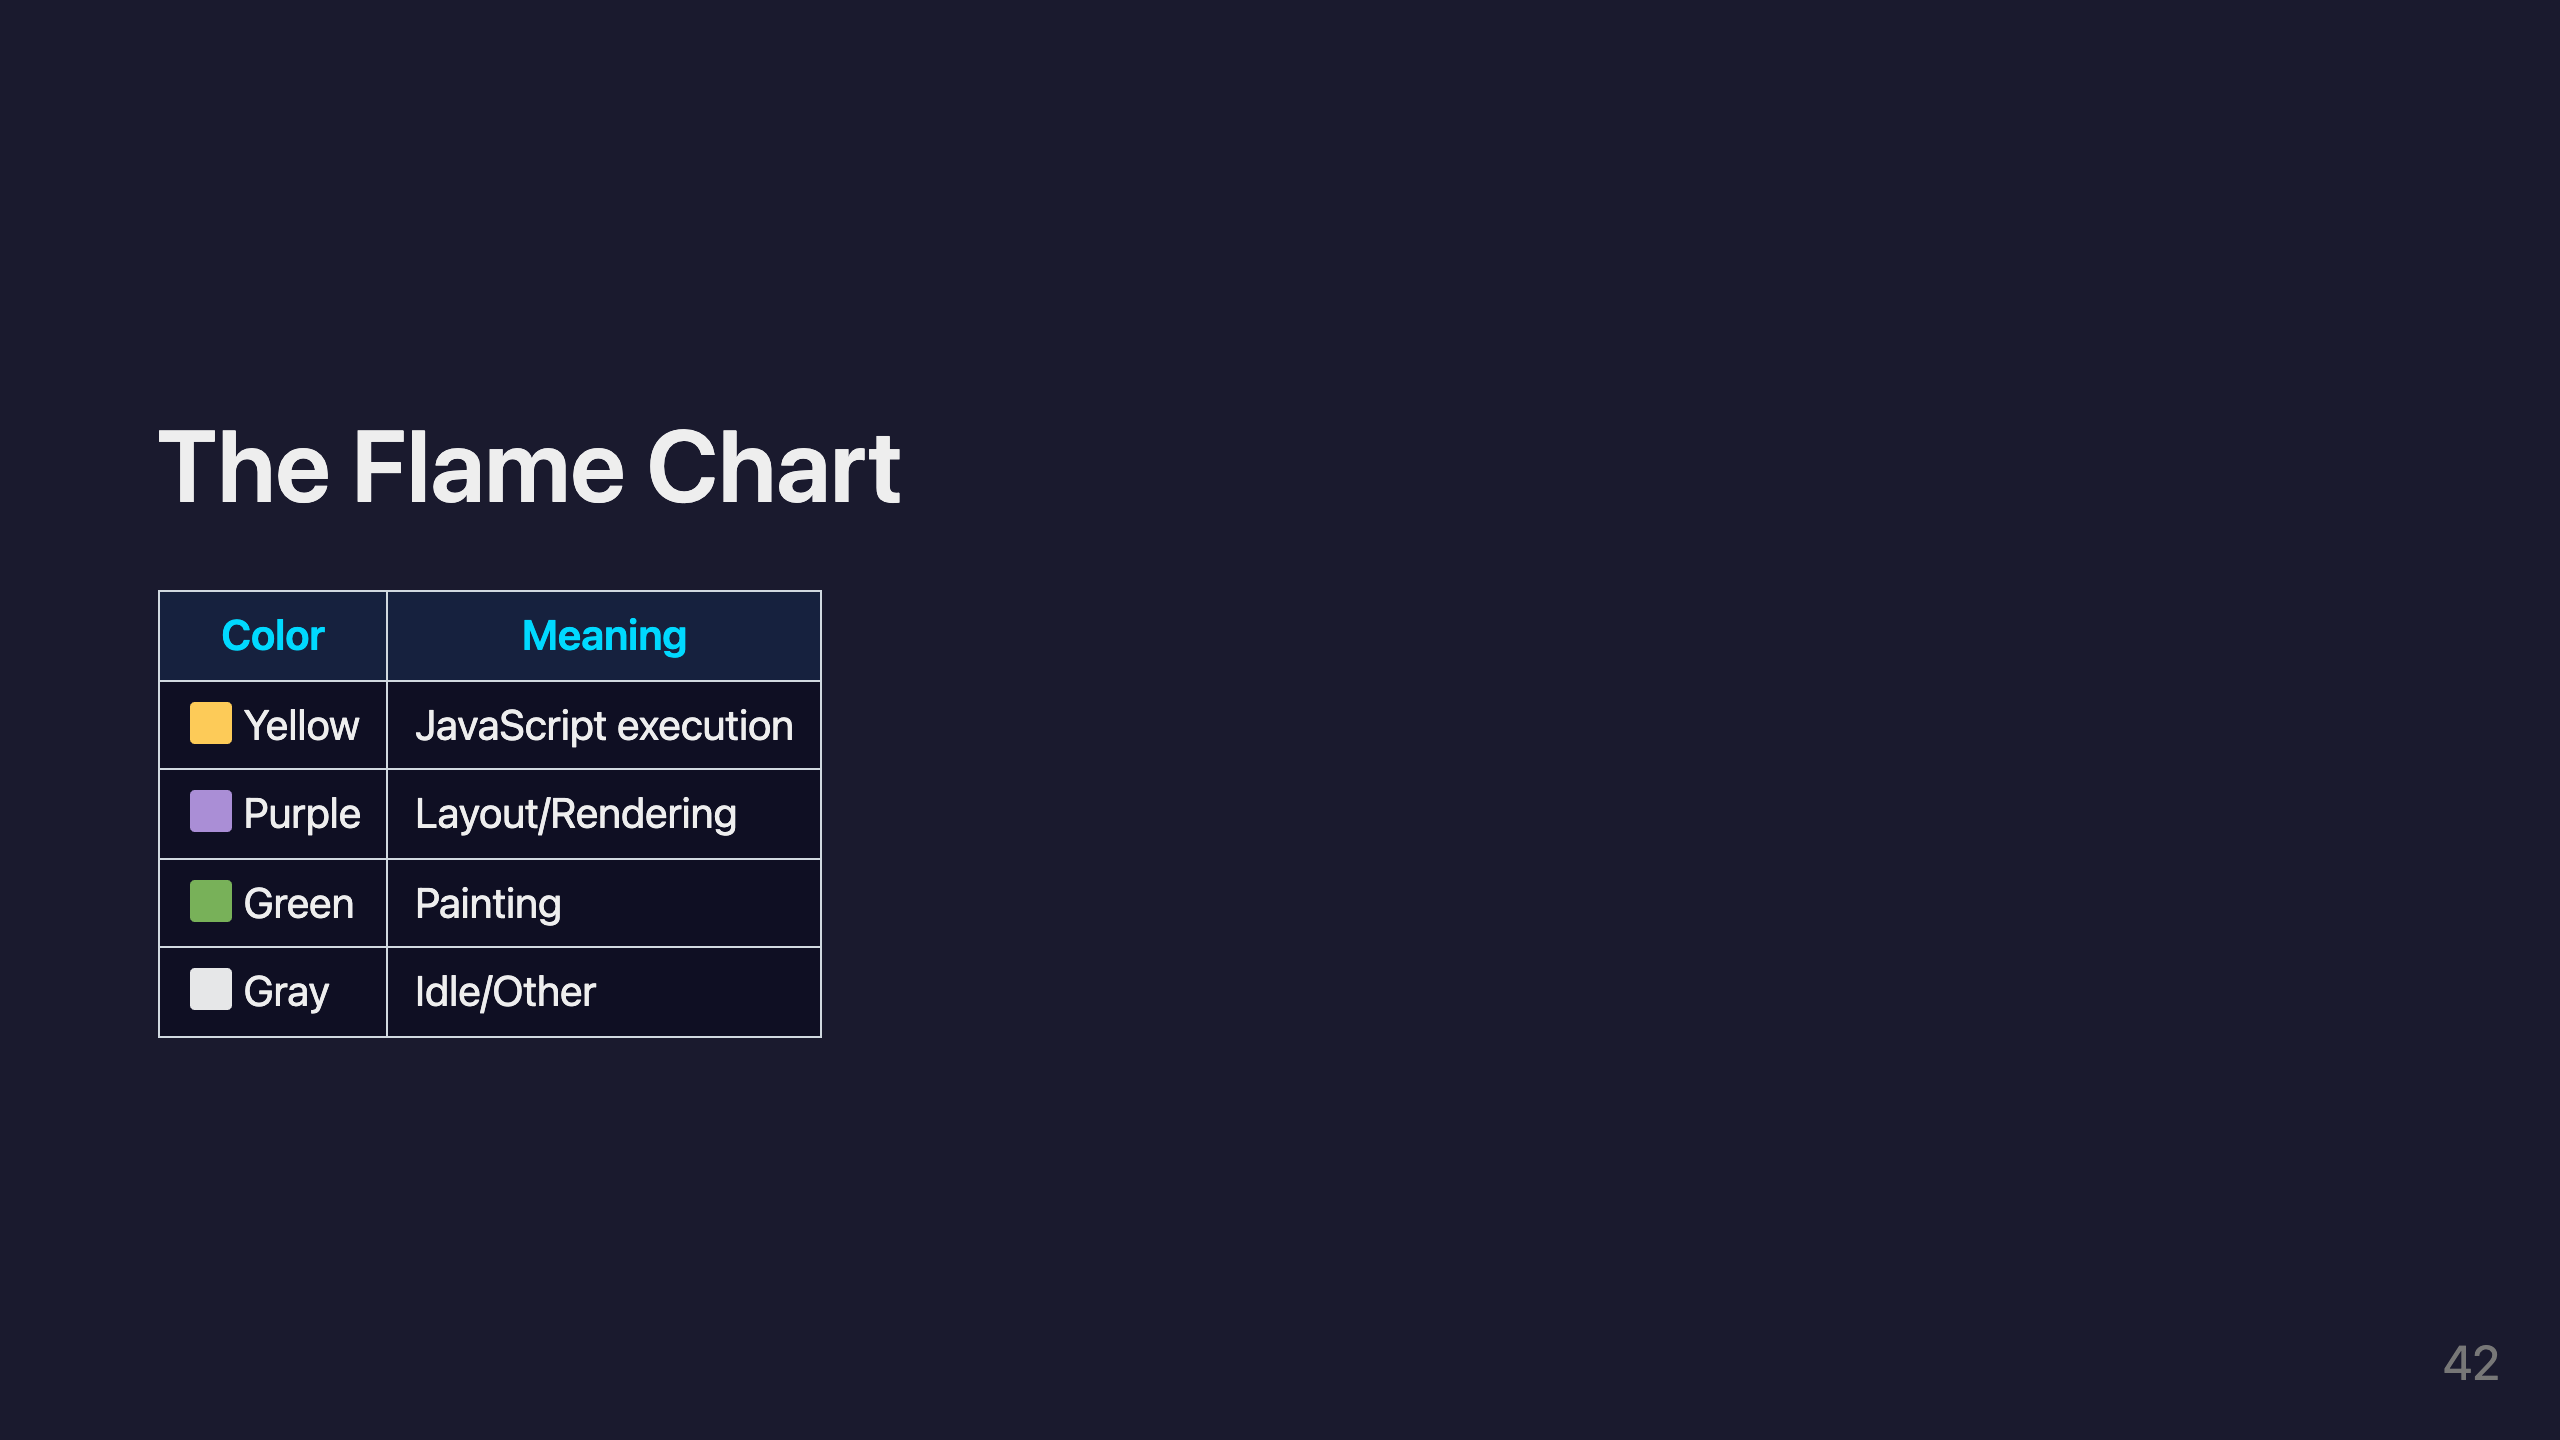 The Flame Chart
Color Meaning
Yellow JavaScript execution
Purple Layout/Rendering
Green Painting
Gray Idle/Other
42